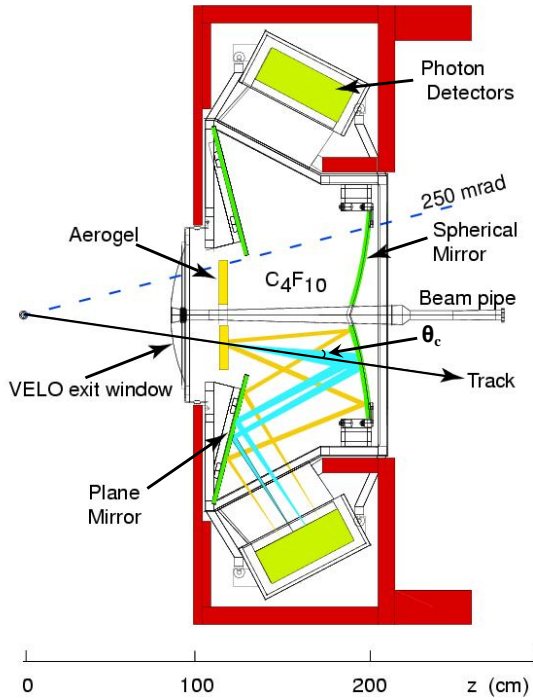 Photon
Detectors
250 mrad
Aerogel
Spherical
Mirror
C₄F₁₀
Beam pipe
θc
VELO exit window
Track
Plane
Mirror
0 100 200 z (cm)